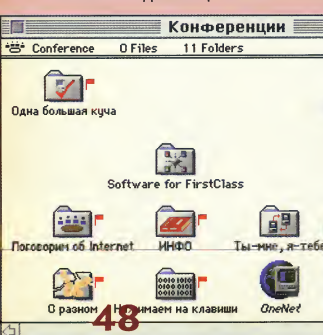 Конференции
Conference 0 Files 11 Folders
Одна большая куча
Software for FirstClass
Поговорим об Internet ИНФО Ты-мне, я-тебе
О разном Нажимаем на клавиши OneNet
48